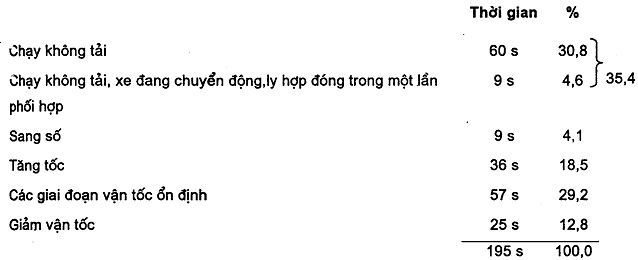 Thời gian %
Chạy không tải 60 s 30,8
Chạy không tải, xe đang chuyển động,ly hợp đóng trong một lần 9 s 4,6 35,4
phối hợp
Sang số 9 s 4,1
Tăng tốc 36 s 18,5
Các giai đoạn vận tốc ổn định 57 s 29,2
Giảm vận tốc 25 s 12,8
195 s 100,0